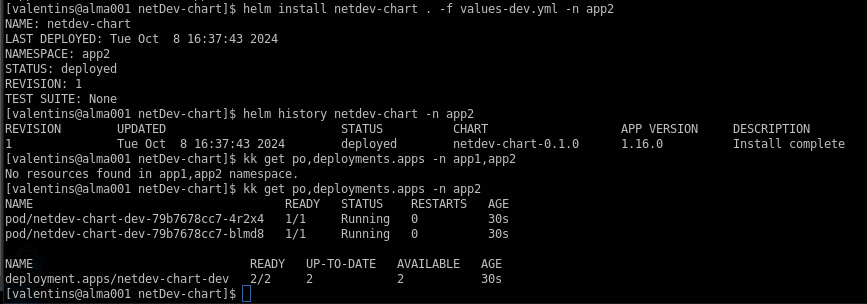 [valentins@alma001 netDev-chart]$ helm install netdev-chart . -f values-dev.yml -n app2
NAME: netdev-chart
LAST DEPLOYED: Tue Oct  8 16:37:43 2024
NAMESPACE: app2
STATUS: deployed
REVISION: 1
TEST SUITE: None
[valentins@alma001 netDev-chart]$ helm history netdev-chart -n app2
REVISION        UPDATED                         STATUS          CHART                   APP VERSION     DESCRIPTION
1               Tue Oct  8 16:37:43 2024        deployed        netdev-chart-0.1.0      1.16.0          Install complete
[valentins@alma001 netDev-chart]$ kk get po,deployments.apps -n app1,app2
No resources found in app1,app2 namespace.
[valentins@alma001 netDev-chart]$ kk get po,deployments.apps -n app2
NAME                                    READY   STATUS    RESTARTS   AGE
pod/netdev-chart-dev-79b7678cc7-4r2x4   1/1     Running   0          30s
pod/netdev-chart-dev-79b7678cc7-blmd8   1/1     Running   0          30s
NAME                               READY   UP-TO-DATE   AVAILABLE   AGE
deployment.apps/netdev-chart-dev   2/2     2            2           30s
[valentins@alma001 netDev-chart]$